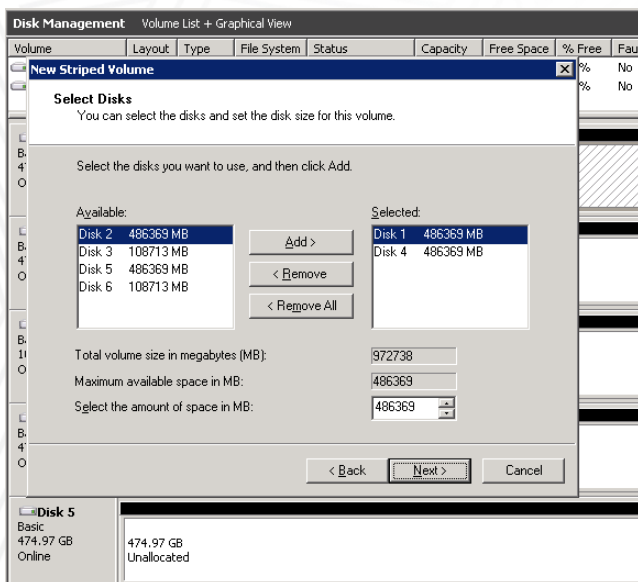 Disk Management Volume List + Graphical View
Volume Layout Type File System Status Capacity Free Space % Free Fau
New Striped Volume % No
% No
Select Disks
You can select the disks and set the disk size for this volume.
Select the disks you want to use, and then click Add.
Available: Selected:
Disk 2 486369 MB Add > Disk 1 486369 MB
Disk 3 108713 MB Disk 4 486369 MB
Disk 5 486369 MB < Remove
Disk 6 108713 MB
< Remove All
Total volume size in megabytes (MB): 972738
Maximum available space in MB: 486369
Select the amount of space in MB: 486369
< Back Next > Cancel
Disk 5
Basic
474.97 GB 474.97 GB
Online Unallocated